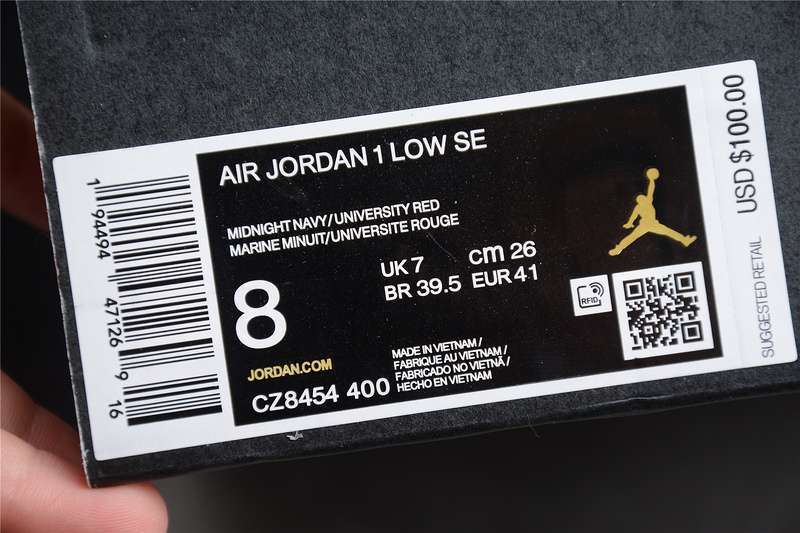 AIR JORDAN 1 LOW SE
MIDNIGHT NAVY/UNIVERSITY RED
MARINE MINUIT/UNIVERSITE ROUGE
8
UK 7 cm 26
BR 39.5 EUR 41
JORDAN.COM
CZ8454 400
MADE IN VIETNAM /
FABRIQUE AU VIETNAM /
FABRICADO NO VIETNÃ /
HECHO EN VIETNAM
RFID
1 94494 47126 9 16
SUGGESTED RETAIL USD $100.00